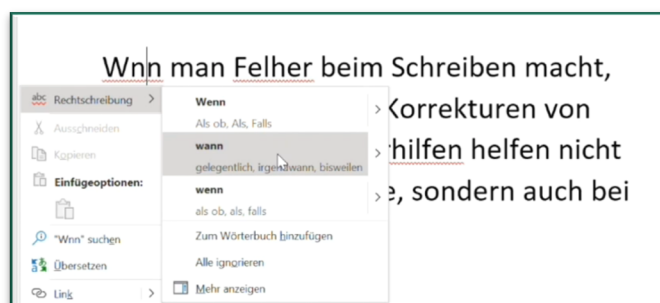 Wnn man Felher beim Schreiben macht,
Korrekturen von
hilfen helfen nicht
e, sondern auch bei
abc Rechtschreibung
Ausschneiden
Kopieren
Einfügeoptionen:
"Wnn" suchen
Übersetzen
Link
Wenn
Als ob, Als, Falls
wann
gelegentlich, irgendwann, bisweilen
wenn
als ob, als, falls
Zum Wörterbuch hinzufügen
Alle ignorieren
Mehr anzeigen